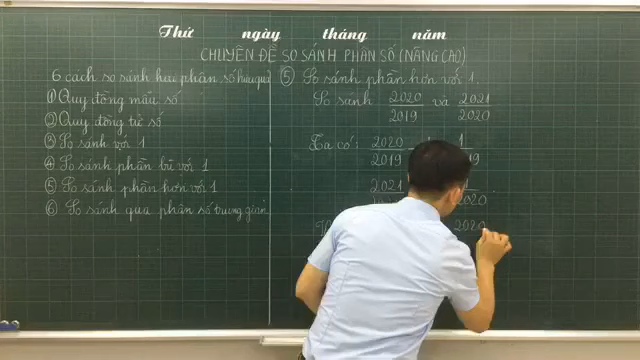 Thứ ngày tháng năm
CHUYÊN ĐỀ SO SÁNH PHÂN SỐ (NÂNG CAO)
6 cách so sánh hai phân số hiệu quả
① Quy đồng mẫu số
② Quy đồng tử số
③ So sánh với 1
④ So sánh phần bù với 1
⑤ So sánh phần hơn với 1
⑥ So sánh qua phân số trung gian
⑤ So sánh phần hơn với 1.
So sánh 2020/2019 và 2021/2020
Ta có: 2020/2019 1
2021 2020
2020